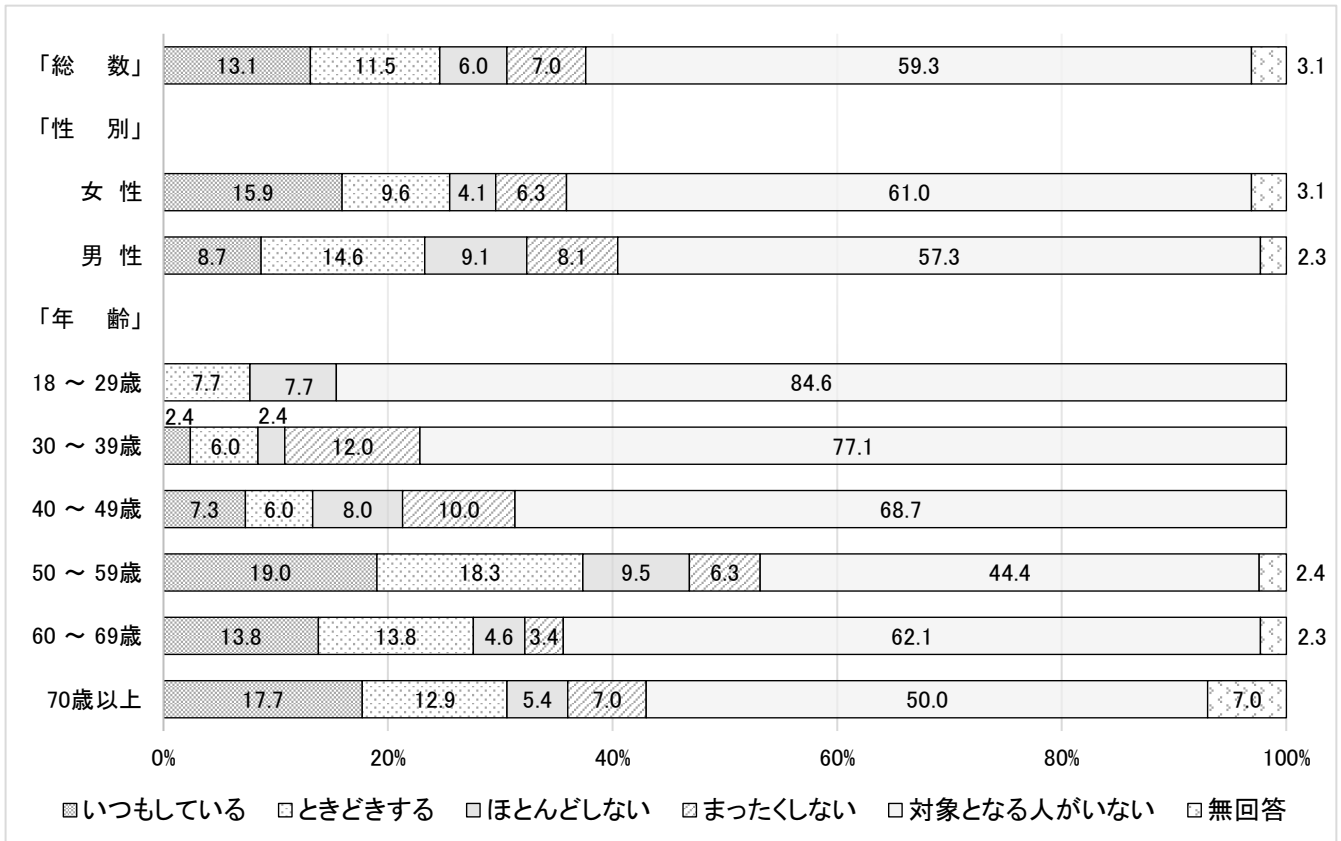 「総　数」 13.1 11.5 6.0 7.0 59.3 3.1
「性　別」
女 性 15.9 9.6 4.1 6.3 61.0 3.1
男 性 8.7 14.6 9.1 8.1 57.3 2.3
「年　齢」
18 ～ 29歳 7.7 7.7 84.6
30 ～ 39歳 2.4 6.0 2.4 12.0 77.1
40 ～ 49歳 7.3 6.0 8.0 10.0 68.7
50 ～ 59歳 19.0 18.3 9.5 6.3 44.4 2.4
60 ～ 69歳 13.8 13.8 4.6 3.4 62.1 2.3
70歳以上 17.7 12.9 5.4 7.0 50.0 7.0
0% 20% 40% 60% 80% 100%
いつもしている ときどきする ほとんどしない まったくしない 対象となる人がいない 無回答